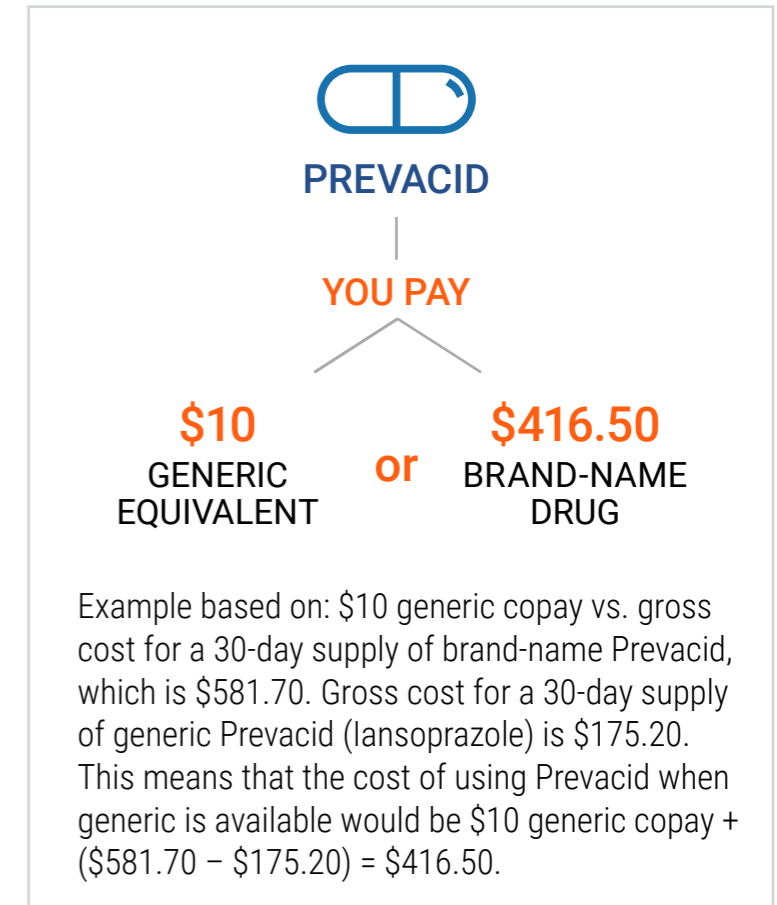 PREVACID
YOU PAY
$10
GENERIC
EQUIVALENT
or
$416.50
BRAND-NAME
DRUG
Example based on: $10 generic copay vs. gross
cost for a 30-day supply of brand-name Prevacid,
which is $581.70. Gross cost for a 30-day supply
of generic Prevacid (lansoprazole) is $175.20.
This means that the cost of using Prevacid when
generic is available would be $10 generic copay +
($581.70 – $175.20) = $416.50.